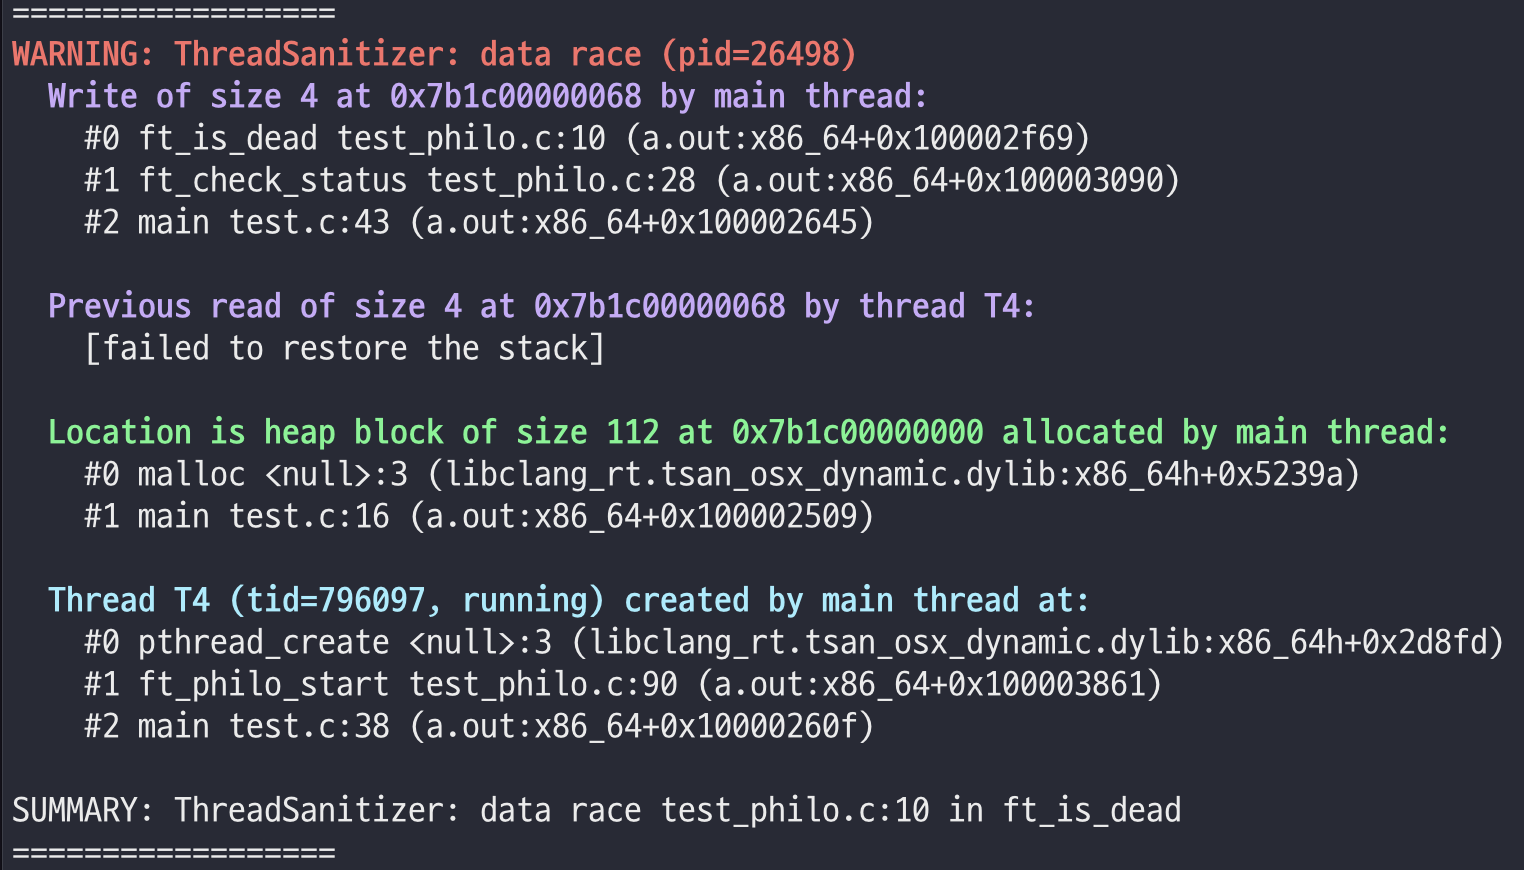 ==================
WARNING: ThreadSanitizer: data race (pid=26498)
  Write of size 4 at 0x7b1c00000068 by main thread:
    #0 ft_is_dead test_philo.c:10 (a.out:x86_64+0x100002f69)
    #1 ft_check_status test_philo.c:28 (a.out:x86_64+0x100003090)
    #2 main test.c:43 (a.out:x86_64+0x100002645)

  Previous read of size 4 at 0x7b1c00000068 by thread T4:
    [failed to restore the stack]

  Location is heap block of size 112 at 0x7b1c00000000 allocated by main thread:
    #0 malloc <null>:3 (libclang_rt.tsan_osx_dynamic.dylib:x86_64h+0x5239a)
    #1 main test.c:16 (a.out:x86_64+0x100002509)

  Thread T4 (tid=796097, running) created by main thread at:
    #0 pthread_create <null>:3 (libclang_rt.tsan_osx_dynamic.dylib:x86_64h+0x2d8fd)
    #1 ft_philo_start test_philo.c:90 (a.out:x86_64+0x100003861)
    #2 main test.c:38 (a.out:x86_64+0x10000260f)

SUMMARY: ThreadSanitizer: data race test_philo.c:10 in ft_is_dead
==================